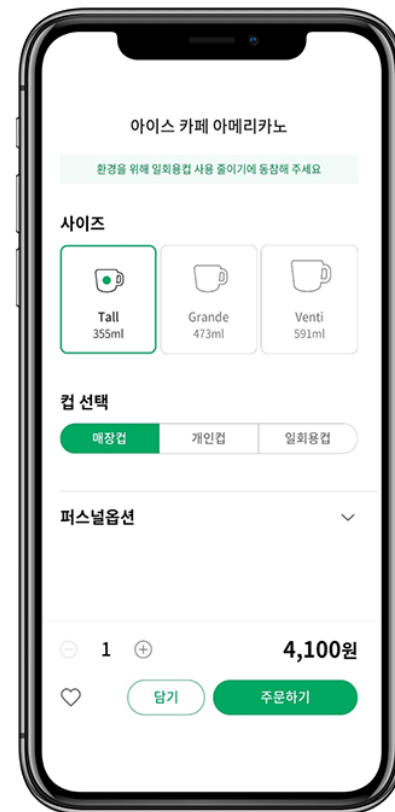 아이스 카페 아메리카노
환경을 위해 일회용컵 사용 줄이기에 동참해 주세요
사이즈
Tall Grande Venti
355ml 473ml 591ml
컵 선택
매장컵 개인컵 일회용컵
퍼스널옵션
1 4,100원
담기 주문하기